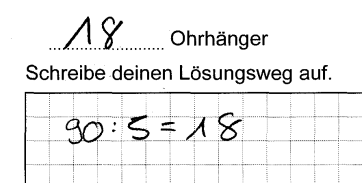 18 Ohrhänger
Schreibe deinen Lösungsweg auf.
90 : 5 = 18